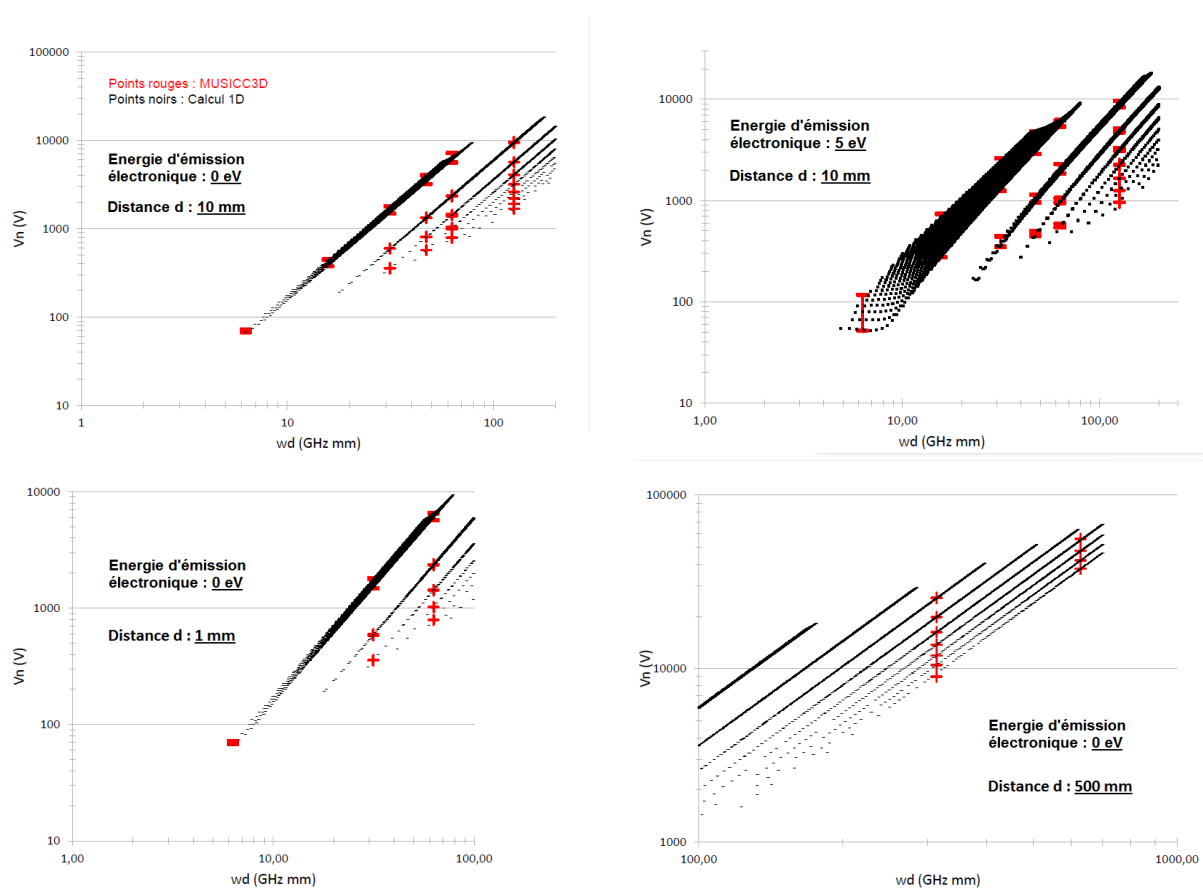 100000
10000
1000
100
10
1
10
100
Vn (V)
wd (GHz mm)
Points rouges : MUSICC3D
Points noirs : Calcul 1D
Energie d'émission
électronique : 0 eV
Distance d : 10 mm
10000
1000
100
10
1,00
10,00
100,00
Vn (V)
wd (GHz mm)
Energie d'émission
électronique : 5 eV
Distance d : 10 mm
10000
1000
100
10
1,00
10,00
100,00
Vn (V)
wd (GHz mm)
Energie d'émission
électronique : 0 eV
Distance d : 1 mm
100000
10000
1000
100,00
1000,00
Vn (V)
wd (GHz mm)
Energie d'émission
électronique : 0 eV
Distance d : 500 mm